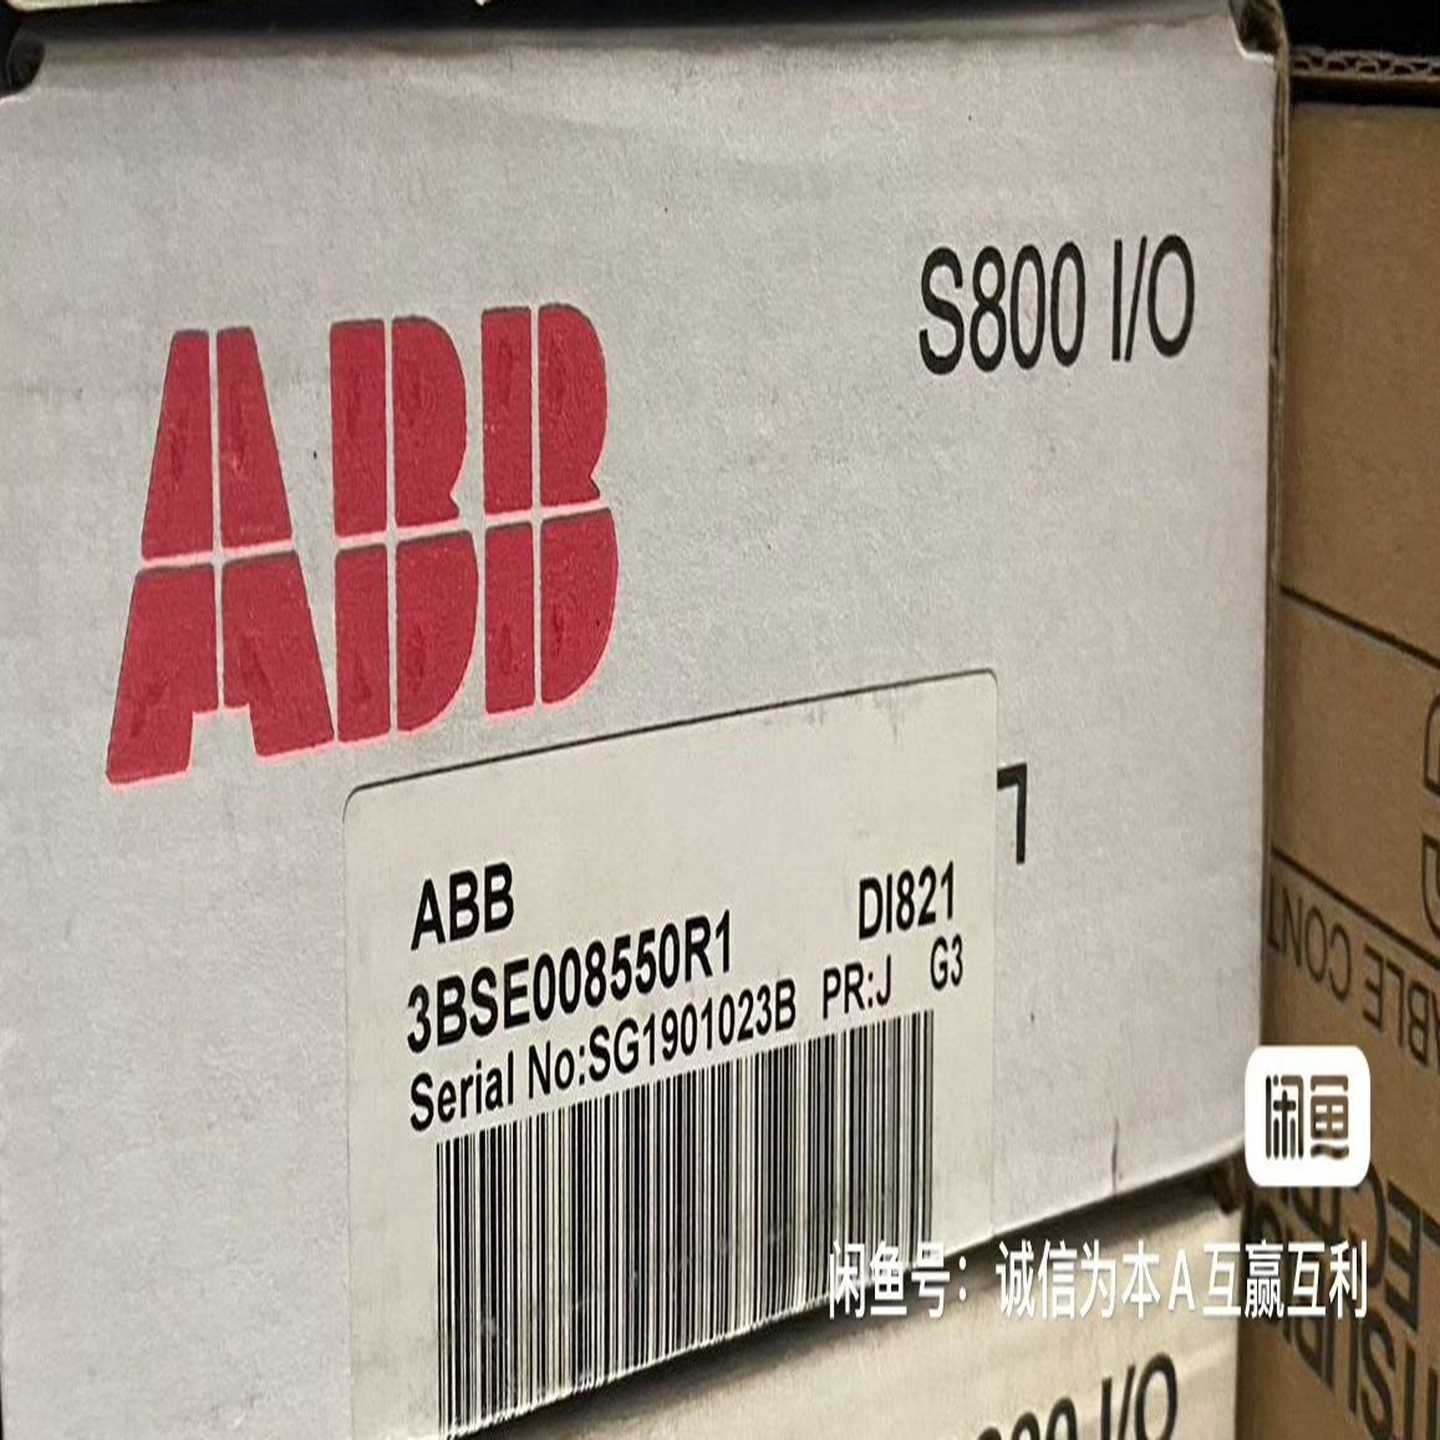 S800 I/O
ABB
ABB
DI821
3BSE008550R1
G3
Serial No:SG1901023B PR:J
闲鱼
闲鱼号：诚信为本A互赢互利
I/O